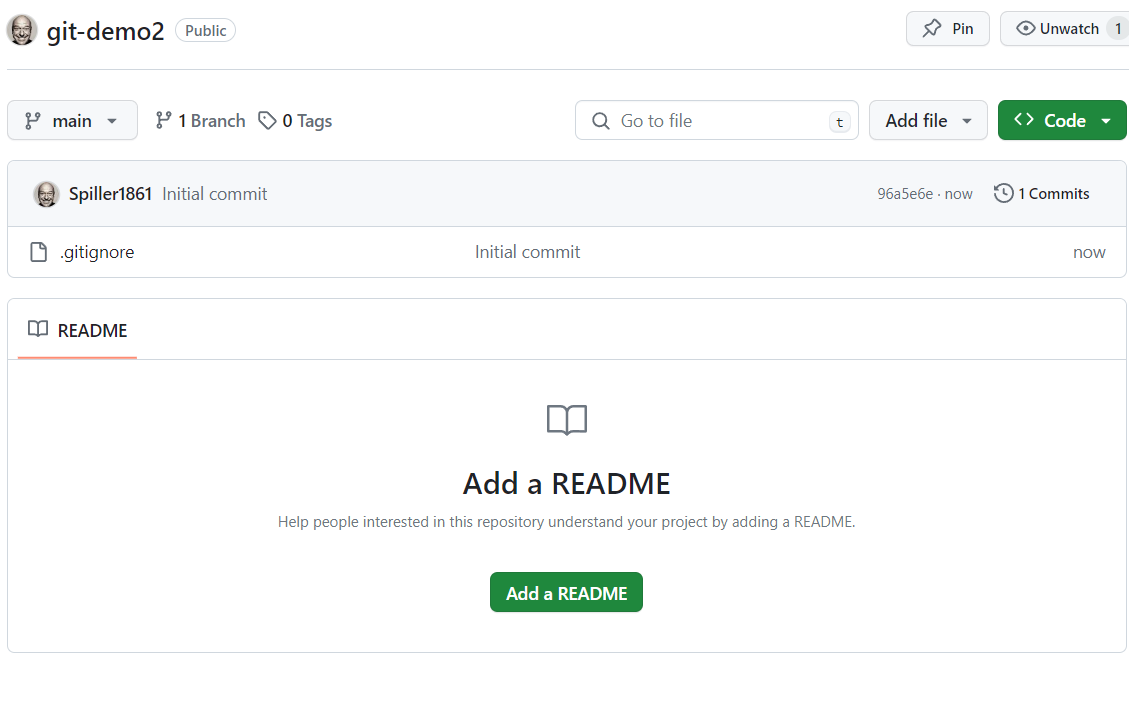 git-demo2 Public Pin Unwatch 1
main 1 Branch 0 Tags Go to file t Add file Code
Spiller1861 Initial commit 96a5e6e · now 1 Commits
.gitignore Initial commit now
README
Add a README
Help people interested in this repository understand your project by adding a README.
Add a README